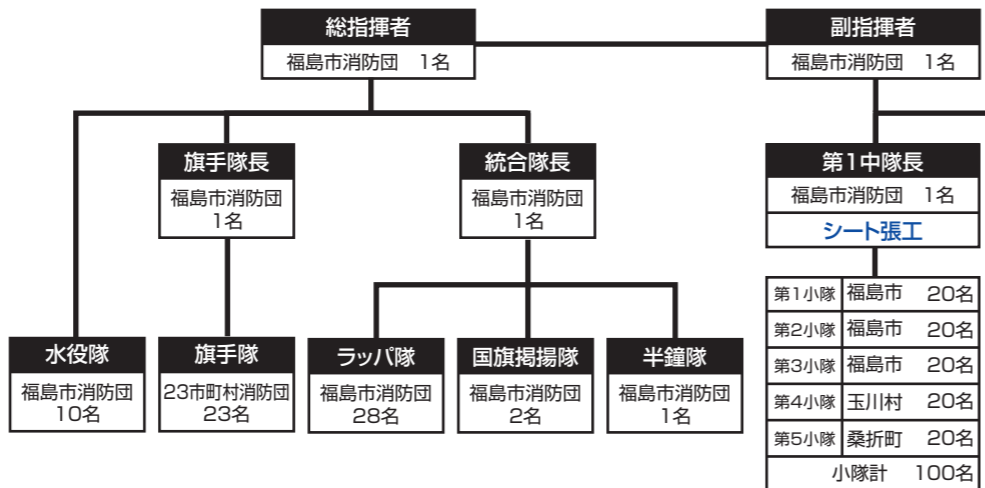 総指揮者
福島市消防団　1名
副指揮者
福島市消防団　1名
旗手隊長
福島市消防団
1名
統合隊長
福島市消防団
1名
第1中隊長
福島市消防団　1名
シート張工
水役隊
福島市消防団
10名
旗手隊
23市町村消防団
23名
ラッパ隊
福島市消防団
28名
国旗掲揚隊
福島市消防団
2名
半鐘隊
福島市消防団
1名
第1小隊 福島市 20名
第2小隊 福島市 20名
第3小隊 福島市 20名
第4小隊 玉川村 20名
第5小隊 桑折町 20名
小隊計 100名